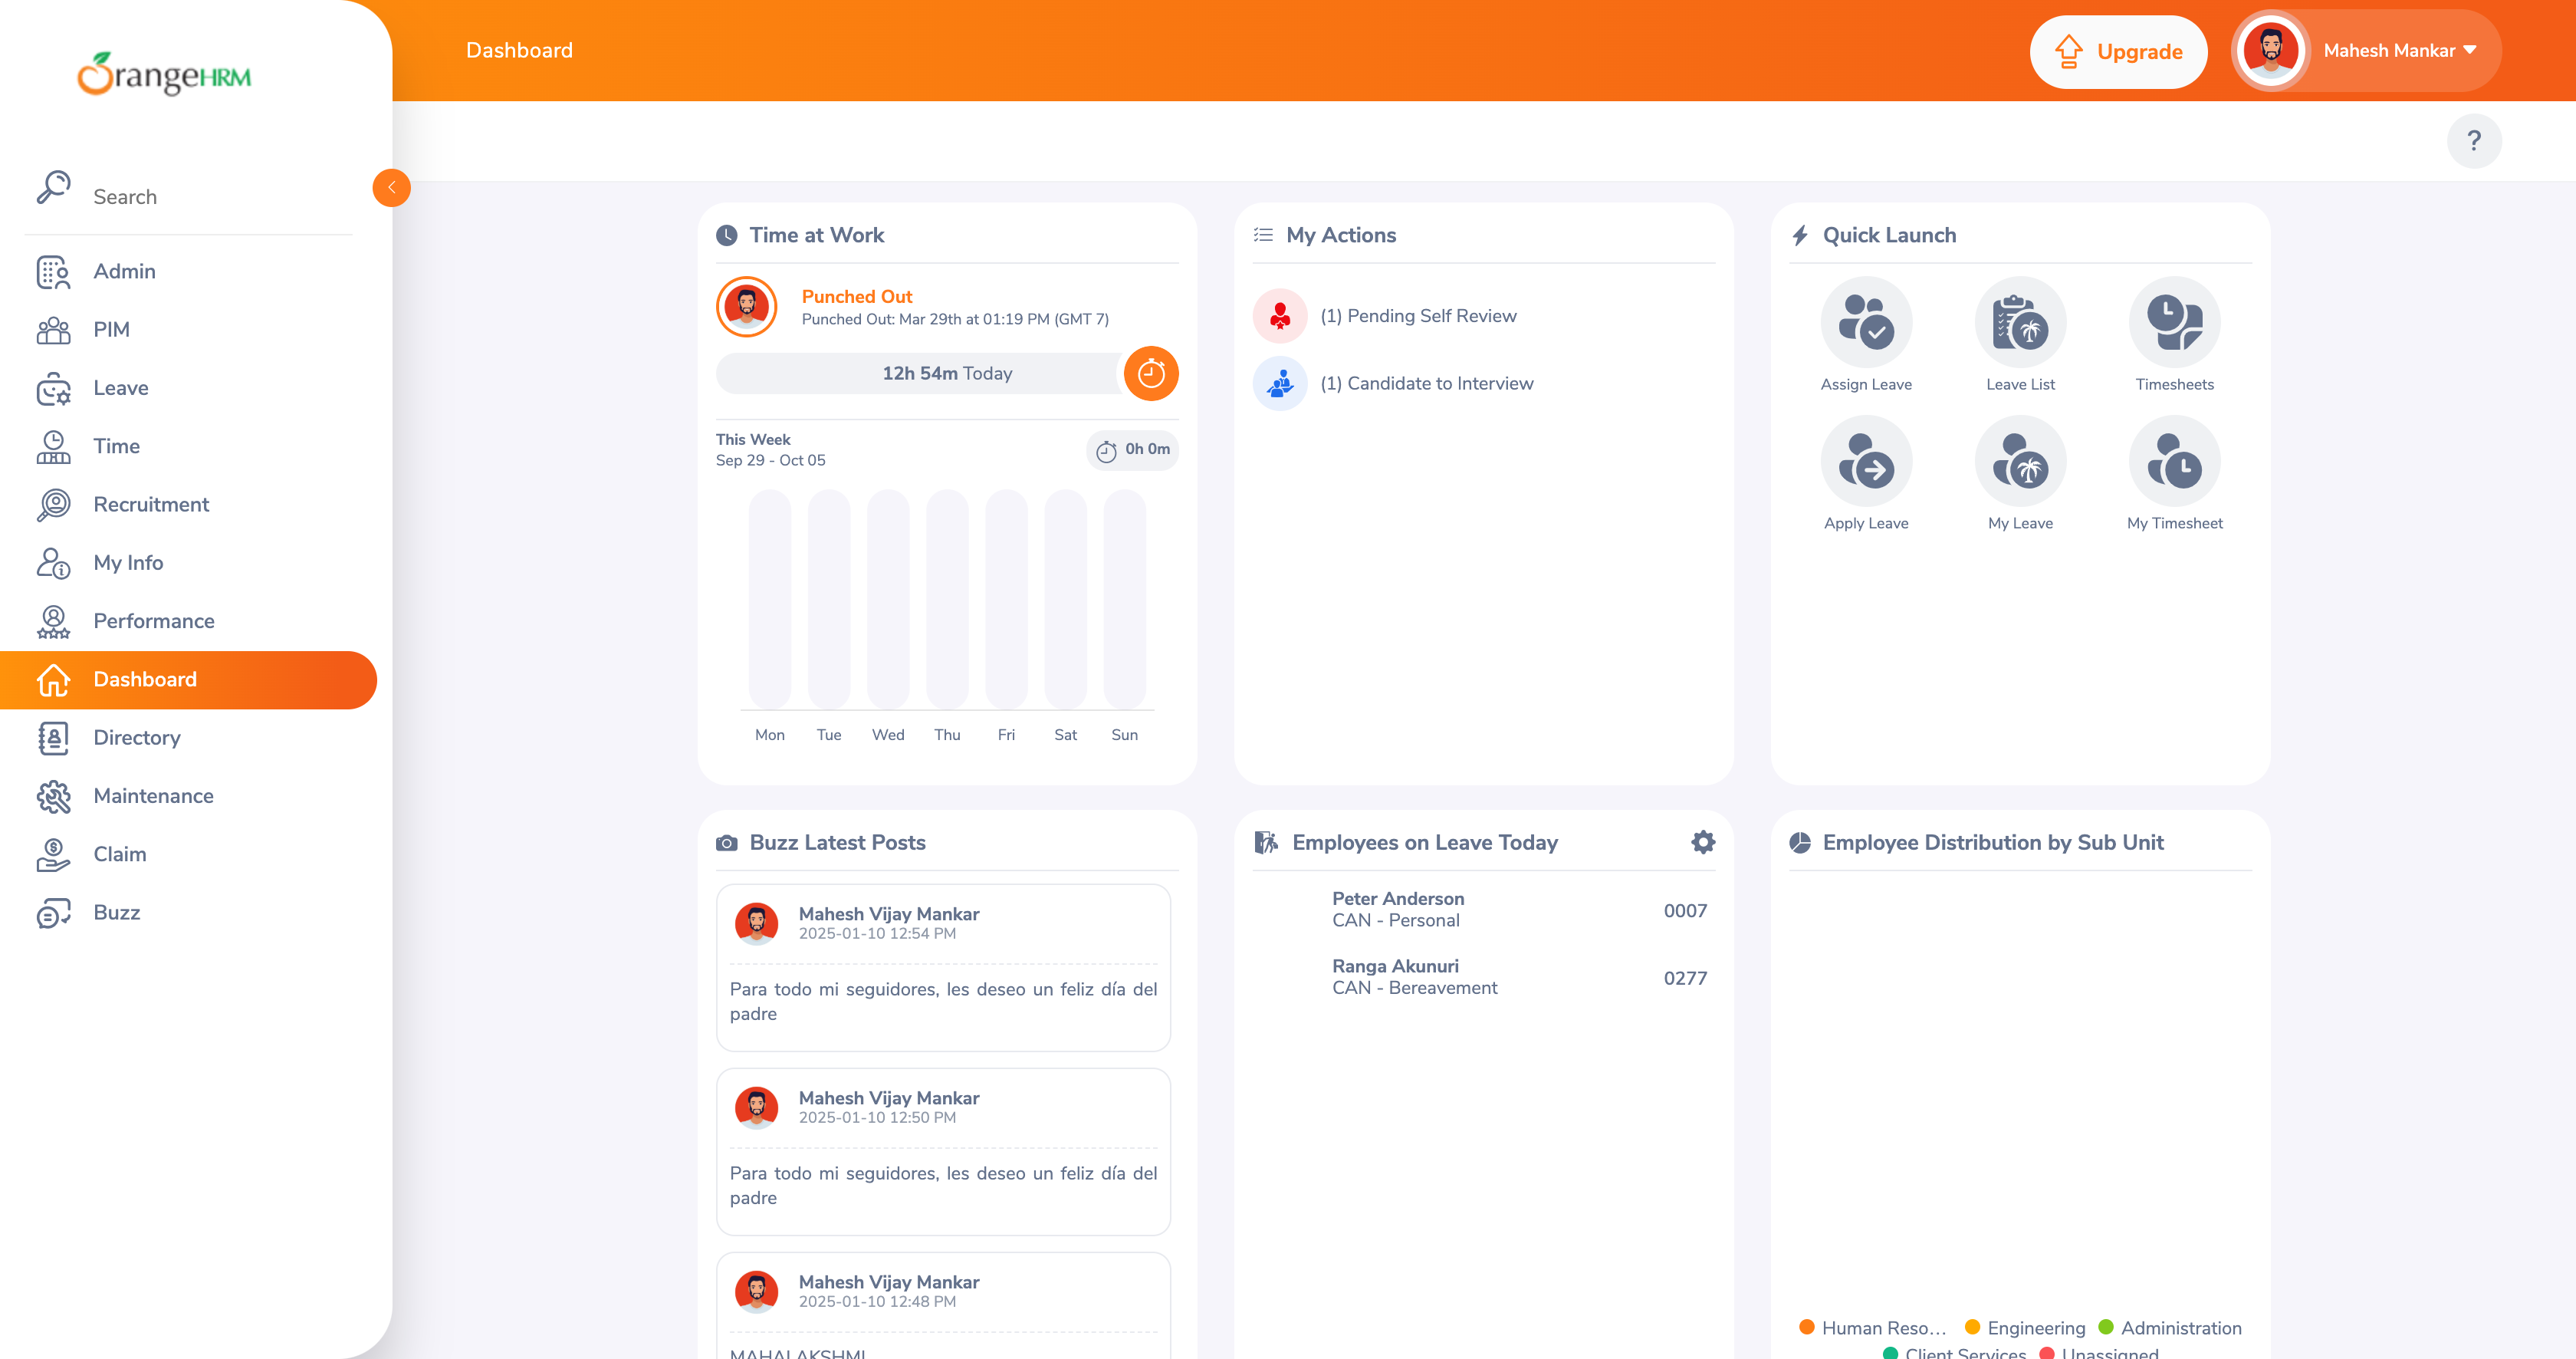 OrangeHRM
Search
Admin
PIM
Leave
Time
Recruitment
My Info
Performance
Dashboard
Directory
Maintenance
Claim
Buzz
Dashboard
Upgrade
Mahesh Mankar
?
Time at Work
Punched Out
Punched Out: Mar 29th at 01:19 PM (GMT 7)
12h 54m Today
This Week
Sep 29 - Oct 05
0h 0m
Mon Tue Wed Thu Fri Sat Sun
My Actions
(1) Pending Self Review
(1) Candidate to Interview
Quick Launch
Assign Leave Leave List Timesheets
Apply Leave My Leave My Timesheet
Buzz Latest Posts
Mahesh Vijay Mankar
2025-01-10 12:54 PM
Para todo mi seguidores, les deseo un feliz día del
padre
Mahesh Vijay Mankar
2025-01-10 12:50 PM
Para todo mi seguidores, les deseo un feliz día del
padre
Mahesh Vijay Mankar
2025-01-10 12:48 PM
MAHALAKSHMI
Employees on Leave Today
Peter Anderson
CAN - Personal
0007
Ranga Akunuri
CAN - Bereavement
0277
Employee Distribution by Sub Unit
Human Reso... Engineering Administration
Client Services Unassigned